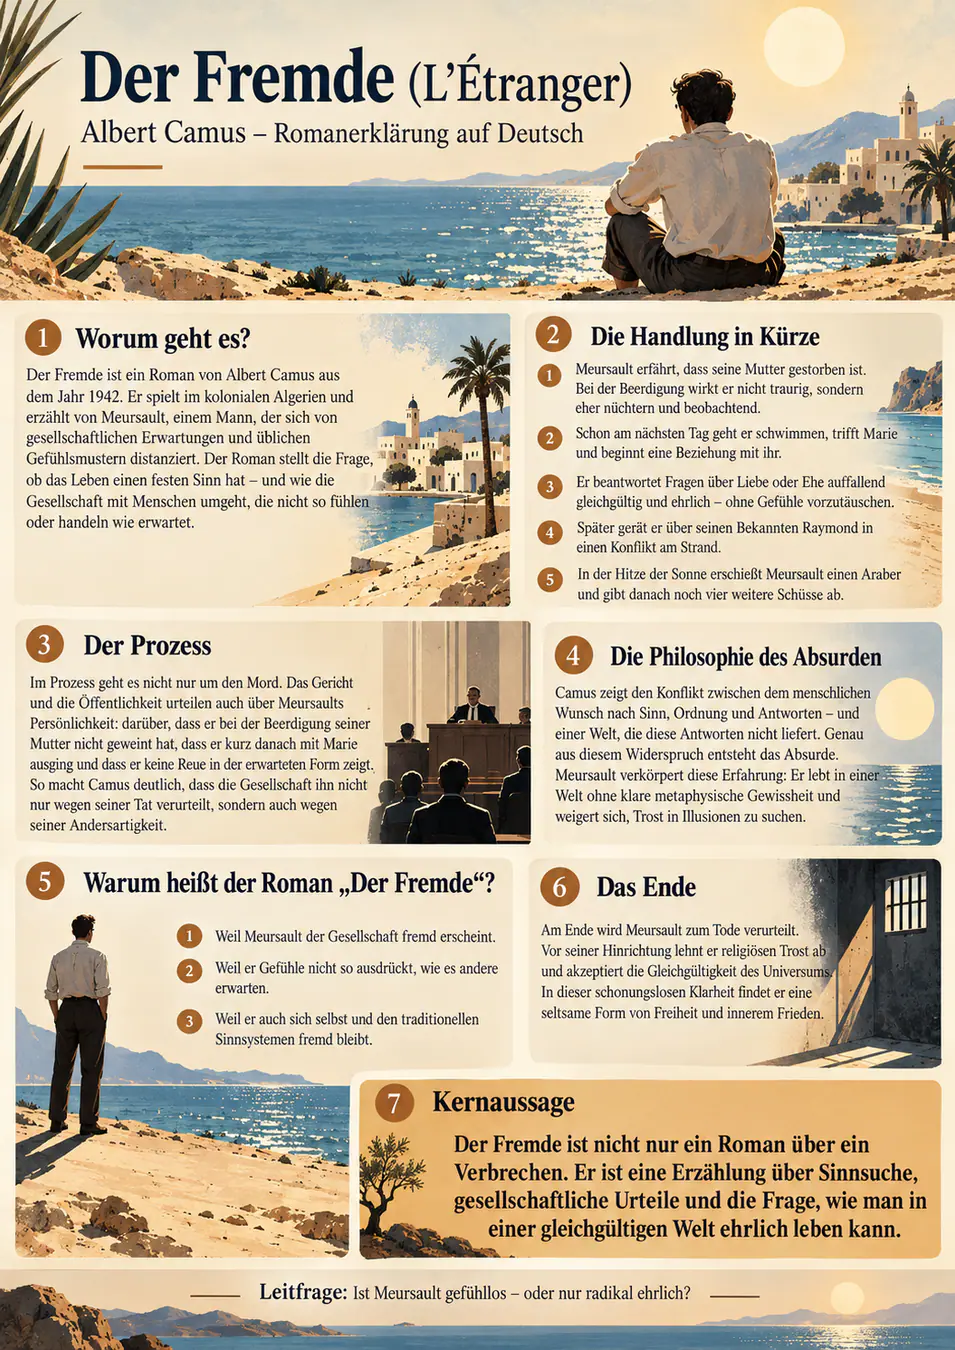 Der Fremde (L’Étranger)
Albert Camus – Romanerklärung auf Deutsch
1 Worum geht es?
Der Fremde ist ein Roman von Albert Camus aus
dem Jahr 1942. Er spielt im kolonialen Algerien und
erzählt von Meursault, einem Mann, der sich von
gesellschaftlichen Erwartungen und üblichen
Gefühlsmustern distanziert. Der Roman stellt die Frage,
ob das Leben einen festen Sinn hat – und wie die
Gesellschaft mit Menschen umgeht, die nicht so fühlen
oder handeln wie erwartet.
2 Die Handlung in Kürze
1 Meursault erfährt, dass seine Mutter gestorben ist.
Bei der Beerdigung wirkt er nicht traurig, sondern
eher nüchtern und beobachtend.
2 Schon am nächsten Tag geht er schwimmen, trifft Marie
und beginnt eine Beziehung mit ihr.
3 Er beantwortet Fragen über Liebe oder Ehe auffallend
gleichgültig und ehrlich – ohne Gefühle vorzutäuschen.
4 Später gerät er über seinen Bekannten Raymond in
einen Konflikt am Strand.
5 In der Hitze der Sonne erschießt Meursault einen Araber
und gibt danach noch vier weitere Schüsse ab.
3 Der Prozess
Im Prozess geht es nicht nur um den Mord. Das Gericht
und die Öffentlichkeit urteilen auch über Meursaults
Persönlichkeit: darüber, dass er bei der Beerdigung seiner
Mutter nicht geweint hat, dass er kurz danach mit Marie
ausging und dass er keine Reue in der erwarteten Form zeigt.
So macht Camus deutlich, dass die Gesellschaft ihn nicht
nur wegen seiner Tat verurteilt, sondern auch wegen
seiner Andersartigkeit.
4 Die Philosophie des Absurden
Camus zeigt den Konflikt zwischen dem menschlichen
Wunsch nach Sinn, Ordnung und Antworten – und
einer Welt, die diese Antworten nicht liefert. Genau
aus diesem Widerspruch entsteht das Absurde.
Meursault verkörpert diese Erfahrung: Er lebt in einer
Welt ohne klare metaphysische Gewissheit und
weigert sich, Trost in Illusionen zu suchen.
5 Warum heißt der Roman „Der Fremde“?
1 Weil Meursault der Gesellschaft fremd erscheint.
2 Weil er Gefühle nicht so ausdrückt, wie es andere
erwarten.
3 Weil er auch sich selbst und den traditionellen
Sinnsystemen fremd bleibt.
6 Das Ende
Am Ende wird Meursault zum Tode verurteilt.
Vor seiner Hinrichtung lehnt er religiösen Trost ab
und akzeptiert die Gleichgültigkeit des Universums.
In dieser schonungslosen Klarheit findet er eine
seltsame Form von Freiheit und innerem Frieden.
7 Kernaussage
Der Fremde ist nicht nur ein Roman über ein
Verbrechen. Er ist eine Erzählung über Sinnsuche,
gesellschaftliche Urteile und die Frage, wie man in
einer gleichgültigen Welt ehrlich leben kann.
Leitfrage: Ist Meursault gefühllos – oder nur radikal ehrlich?